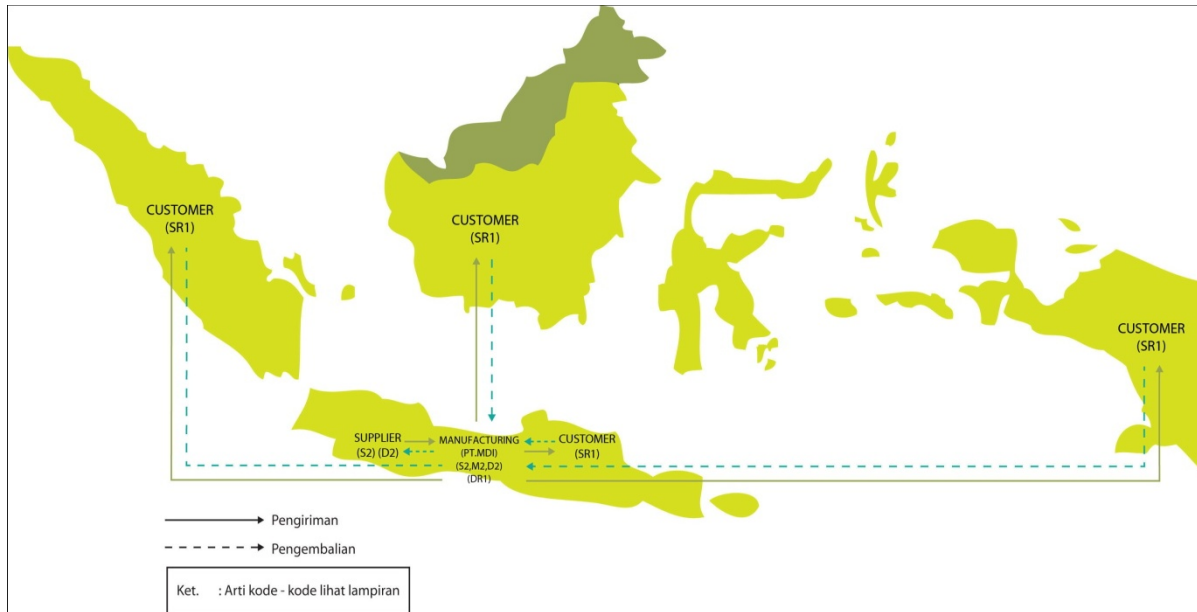 CUSTOMER
(SR1)
CUSTOMER
(SR1)
CUSTOMER
(SR1)
SUPPLIER
(S2) (D2)
MANUFACTURING
(PT.MDI)
(S2,M2,D2)
(DR1)
CUSTOMER
(SR1)
Pengiriman
Pengembalian
Ket. : Arti kode - kode lihat lampiran